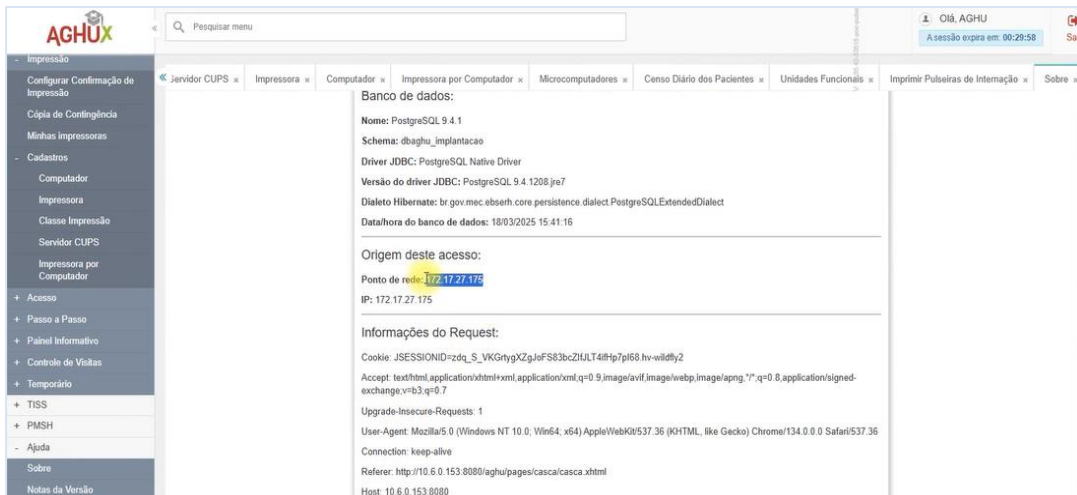 AGHUX
Pesquisar menu
Olá, AGHU
A sessão expira em: 00:29:58
Sa
- Impressão
Configurar Confirmação de
Impressão
Cópia de Contingência
Minhas impressoras
- Cadastros
Computador
Impressora
Classe Impressão
Servidor CUPS
Impressora por
Computador
+ Acesso
+ Passo a Passo
+ Painel Informativo
+ Controle de Visitas
+ Temporário
+ TISS
+ PMSH
- Ajuda
Sobre
Notas da Versão
« Servidor CUPS × Impressora × Computador × Impressora por Computador × Microcomputadores × Censo Diário dos Pacientes × Unidades Funcionais × Imprimir Pulseiras de Internação × Sobre ×
Banco de dados:
Nome: PostgreSQL 9.4.1
Schema: dbaghu_implantacao
Driver JDBC: PostgreSQL Native Driver
Versão do driver JDBC: PostgreSQL 9.4.1208.jre7
Dialeto Hibernate: br.gov.mec.ebserh.core.persistence.dialect.PostgreSQLExtendedDialect
Data/hora do banco de dados: 18/03/2025 15:41:16
Origem deste acesso:
Ponto de rede: 172.17.27.175
IP: 172.17.27.175
Informações do Request:
Cookie: JSESSIONID=zdq_S_VKGrtygXZgJoFS83bcZlfJLT4ifHp7pI68.hv-wildfly2
Accept: text/html,application/xhtml+xml,application/xml;q=0.9,image/avif,image/webp,image/apng,*/*;q=0.8,application/signed-
exchange;v=b3;q=0.7
Upgrade-Insecure-Requests: 1
User-Agent: Mozilla/5.0 (Windows NT 10.0; Win64; x64) AppleWebKit/537.36 (KHTML, like Gecko) Chrome/134.0.0.0 Safari/537.36
Connection: keep-alive
Referer: http://10.6.0.153:8080/aghu/pages/casca/casca.xhtml
Host: 10.6.0.153:8080